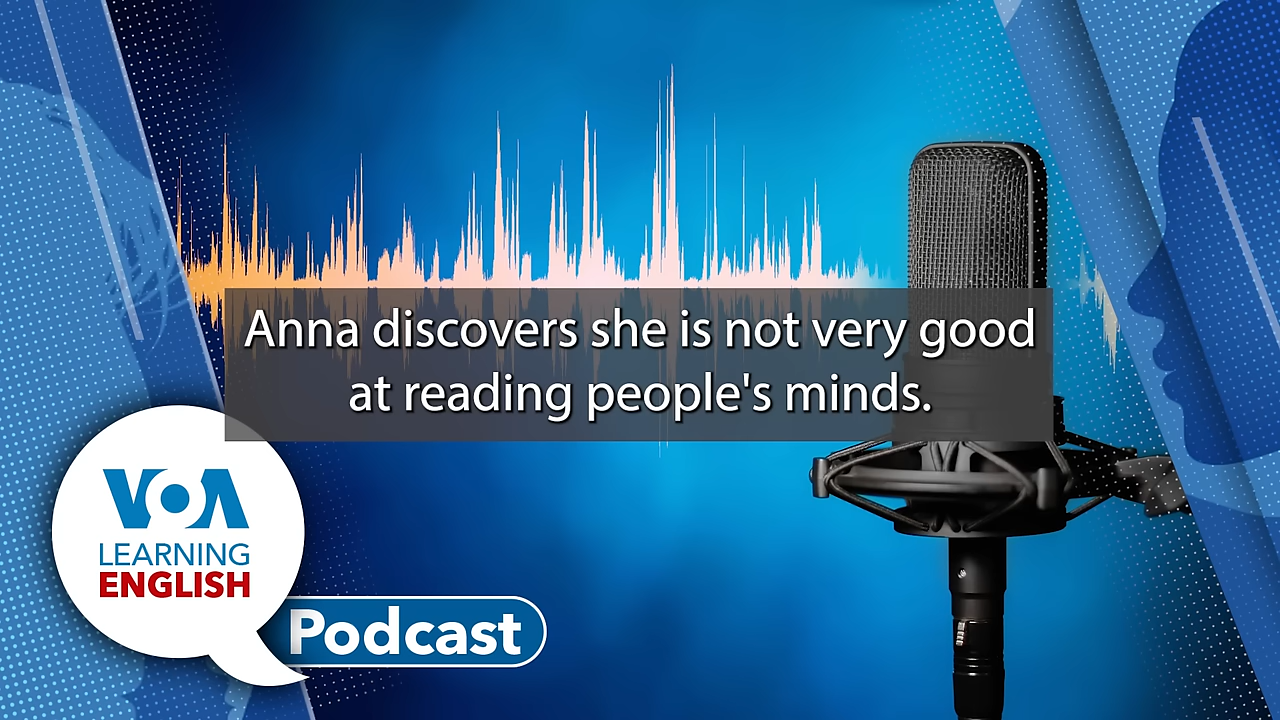 Anna discovers she is not very good
at reading people's minds.
VOA
LEARNING
ENGLISH
Podcast